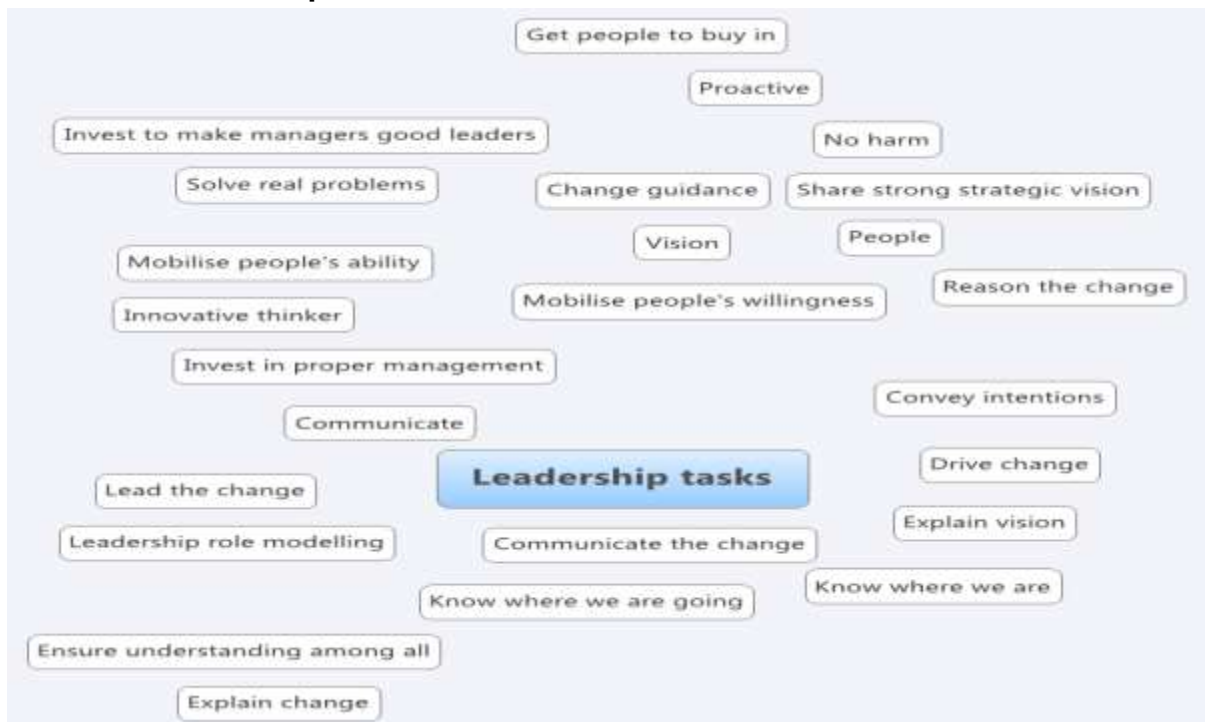 Get people to buy in
Proactive
Invest to make managers good leaders
No harm
Solve real problems
Change guidance
Share strong strategic vision
Vision
People
Mobilise people's ability
Reason the change
Mobilise people's willingness
Innovative thinker
Invest in proper management
Convey intentions
Communicate
Drive change
Leadership tasks
Lead the change
Explain vision
Leadership role modelling
Communicate the change
Know where we are
Know where we are going
Ensure understanding among all
Explain change